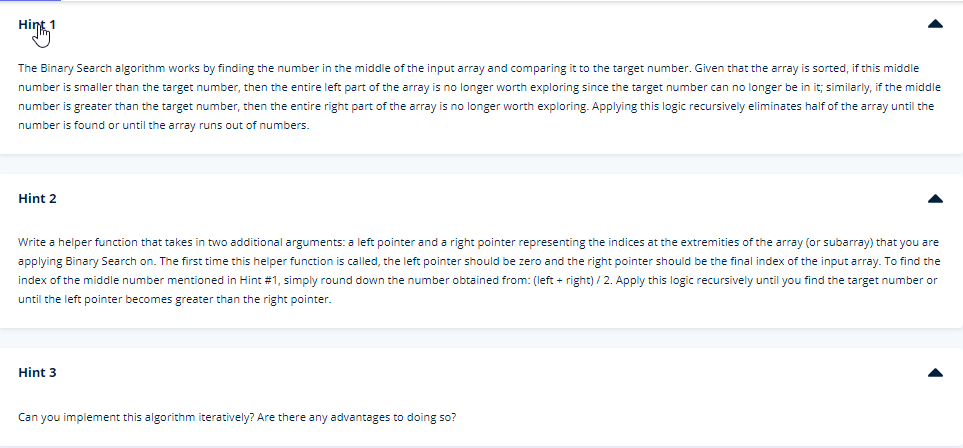 Hint 1
The Binary Search algorithm works by finding the number in the middle of the input array and comparing it to the target number. Given that the array is sorted, if this middle
number is smaller than the target number, then the entire left part of the array is no longer worth exploring since the target number can no longer be in it; similarly, if the middle
number is greater than the target number, then the entire right part of the array is no longer worth exploring. Applying this logic recursively eliminates half of the array until the
number is found or until the array runs out of numbers.
Hint 2
Write a helper function that takes in two additional arguments: a left pointer and a right pointer representing the indices at the extremities of the array (or subarray) that you are
applying Binary Search on. The first time this helper function is called, the left pointer should be zero and the right pointer should be the final index of the input array. To find the
index of the middle number mentioned in Hint #1, simply round down the number obtained from: (left + right) / 2. Apply this logic recursively until you find the target number or
until the left pointer becomes greater than the right pointer.
Hint 3
Can you implement this algorithm iteratively? Are there any advantages to doing so?